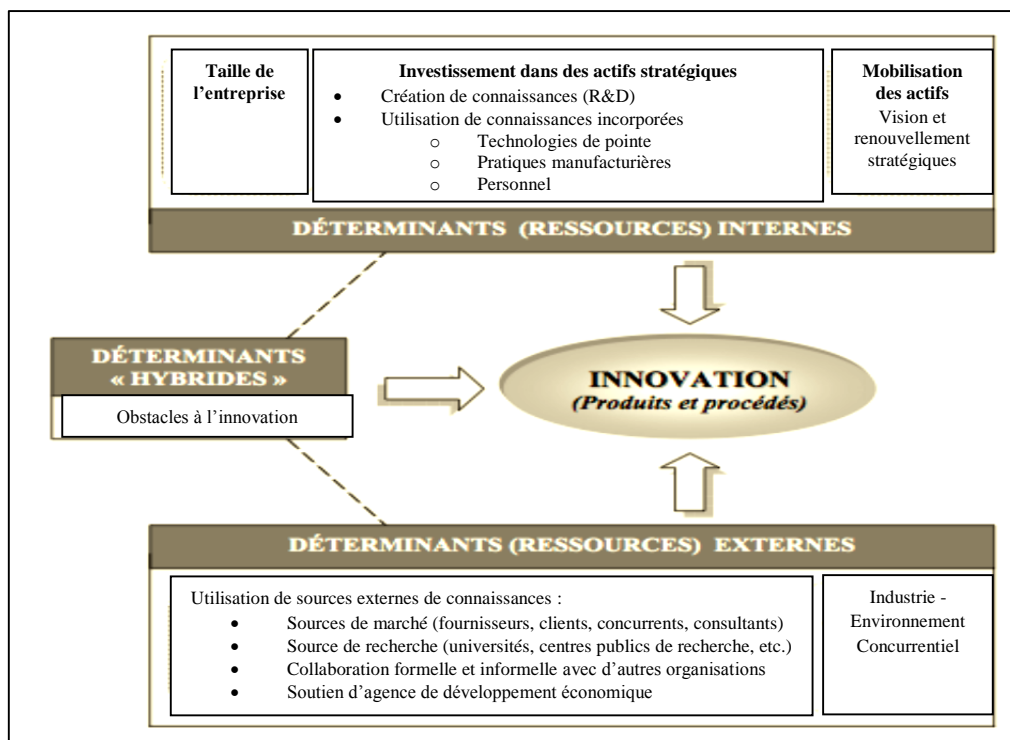 Taille de
l'entreprise
Investissement dans des actifs stratégiques
• Création de connaissances (R&D)
• Utilisation de connaissances incorporées
o Technologies de pointe
o Pratiques manufacturières
o Personnel
Mobilisation
des actifs
Vision et
renouvellement
stratégiques
DÉTERMINANTS (RESSOURCES) INTERNES
DÉTERMINANTS
« HYBRIDES »
Obstacles à l'innovation
INNOVATION
(Produits et procédés)
DÉTERMINANTS (RESSOURCES) EXTERNES
Utilisation de sources externes de connaissances :
• Sources de marché (fournisseurs, clients, concurrents, consultants)
• Source de recherche (universités, centres publics de recherche, etc.)
• Collaboration formelle et informelle avec d'autres organisations
• Soutien d'agence de développement économique
Industrie -
Environnement
Concurrentiel